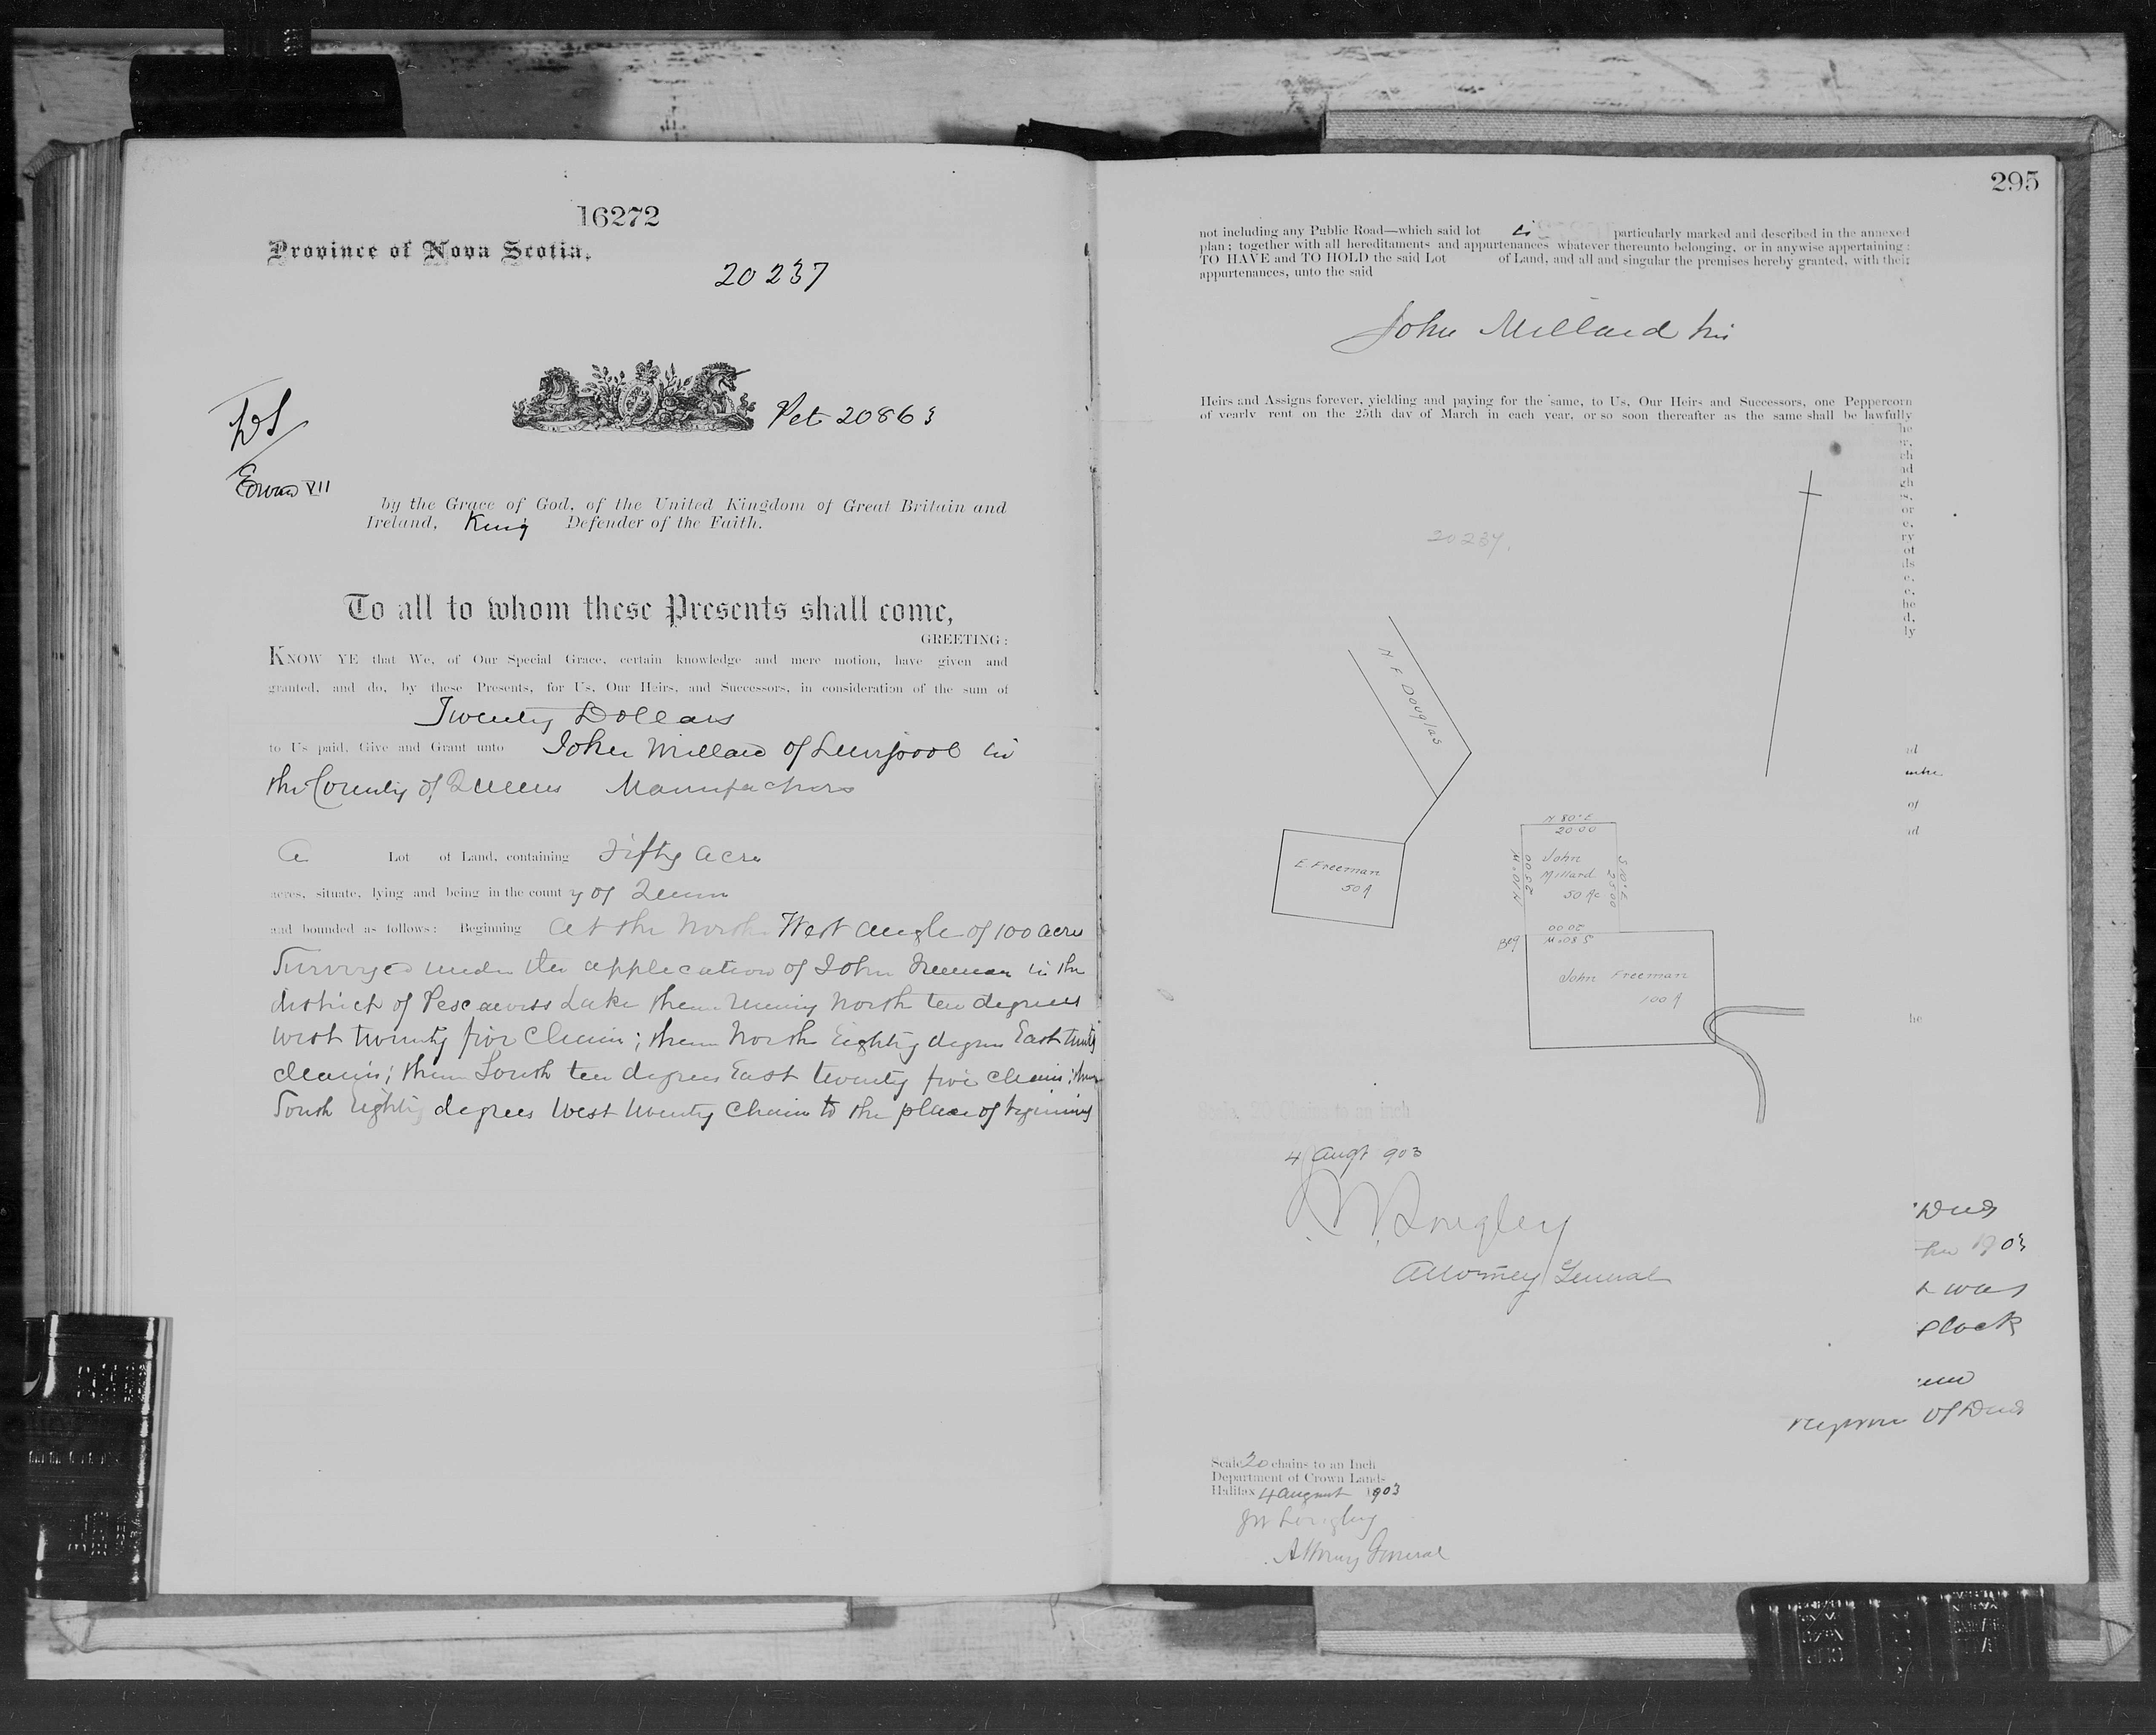 16272
Province of Nova Scotia.
20237
Pet 20863
Edward VII
by the Grace of God, of the United Kingdom of Great Britain and
Ireland, King Defender of the Faith.
To all to whom these Presents shall come,
GREETING:
KNOW YE that We, of Our Special Grace, certain knowledge and mere motion, have given and
granted, and do, by these Presents, for Us, Our Heirs, and Successors, in consideration of the sum of
Twenty Dollars
to Us paid, Give and Grant unto John Millard of Liverpool in
the County of Queens Manufacturer
a Lot of Land, containing Fifty acres
acres, situate, lying and being in the county of Queens
and bounded as follows: Beginning at the North West angle of 100 acres
Surveyed under the application of John Freeman in the
district of Pescawess Lake thence running North ten degrees
West twenty five Chains; thence North Eighty degrees East twenty
chains; thence South ten degrees East twenty five chains; thence
South Eighty degrees West twenty Chains to the place of beginning
295
not including any Public Road—which said lot is particularly marked and described in the annexed
plan; together with all hereditaments and appurtenances whatever thereunto belonging, or in anywise appertaining:
TO HAVE and TO HOLD the said Lot of Land, and all and singular the premises hereby granted, with their
appurtenances, unto the said
John Millard his
Heirs and Assigns forever, yielding and paying for the same, to Us, Our Heirs and Successors, one Peppercorn
of yearly rent on the 25th day of March in each year, or so soon thereafter as the same shall be lawfully
20237.
N F Douglas
E Freeman
50 A
N 80° E
20.00
N 10° W
25.00
John
Millard
50 Ac
S 10° E
25.00
20.00
S 80° W
Beg
John Freeman
100 A
4 Augt 903
J. W. Longley
Attorney General
Deeds
1903
was
clock
registrar of Deeds
Scale 20 chains to an Inch
Department of Crown Lands
Halifax 4 august 1903
JW Longley
Attorney General